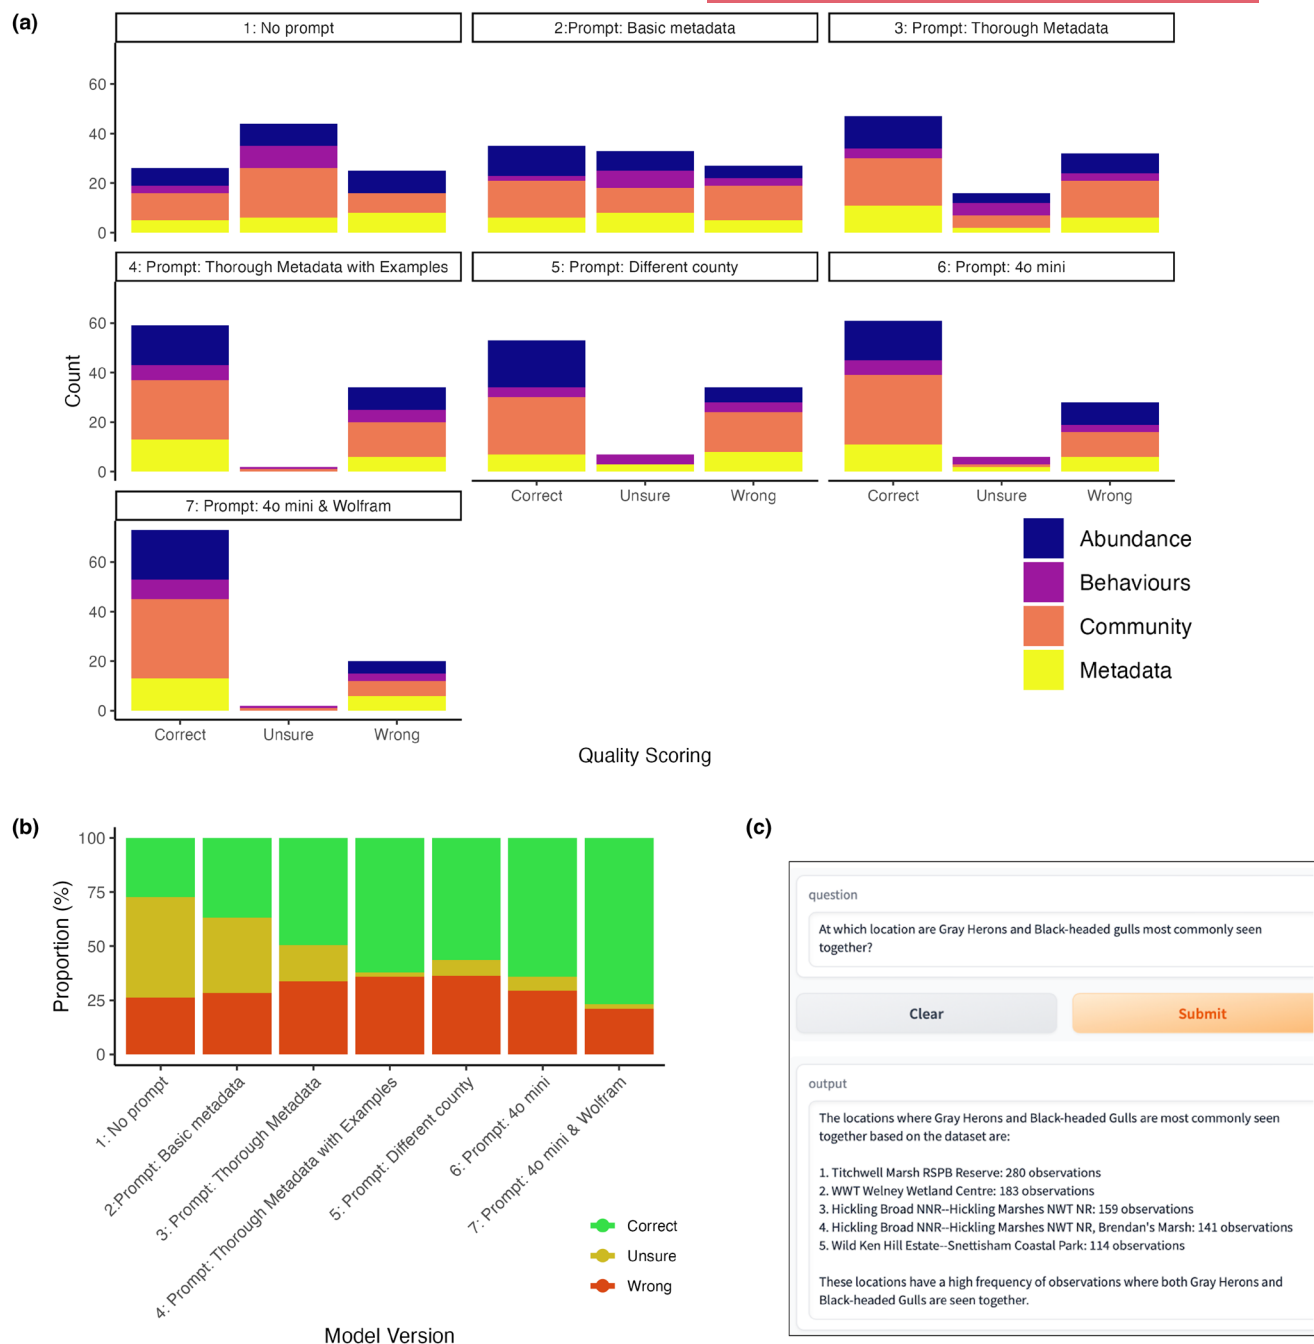 (a)
1: No prompt
2:Prompt: Basic metadata
3: Prompt: Thorough Metadata
60
40
20
0
4: Prompt: Thorough Metadata with Examples
5: Prompt: Different county
6: Prompt: 4o mini
Count
60
40
20
0
Correct Unsure Wrong
Correct Unsure Wrong
7: Prompt: 4o mini & Wolfram
60
40
20
0
Correct Unsure Wrong
Abundance
Behaviours
Community
Metadata
Quality Scoring
(b)
Proportion (%)
100
75
50
25
0
1: No prompt
2:Prompt: Basic metadata
3: Prompt: Thorough Metadata
4: Prompt: Thorough Metadata with Examples
5: Prompt: Different county
6: Prompt: 4o mini
7: Prompt: 4o mini & Wolfram
Correct
Unsure
Wrong
Model Version
(c)
question
At which location are Gray Herons and Black-headed gulls most commonly seen
together?
Clear
Submit
output
The locations where Gray Herons and Black-headed Gulls are most commonly seen
together based on the dataset are:
1. Titchwell Marsh RSPB Reserve: 280 observations
2. WWT Welney Wetland Centre: 183 observations
3. Hickling Broad NNR--Hickling Marshes NWT NR: 159 observations
4. Hickling Broad NNR--Hickling Marshes NWT NR, Brendan's Marsh: 141 observations
5. Wild Ken Hill Estate--Snettisham Coastal Park: 114 observations
These locations have a high frequency of observations where both Gray Herons and
Black-headed Gulls are seen together.